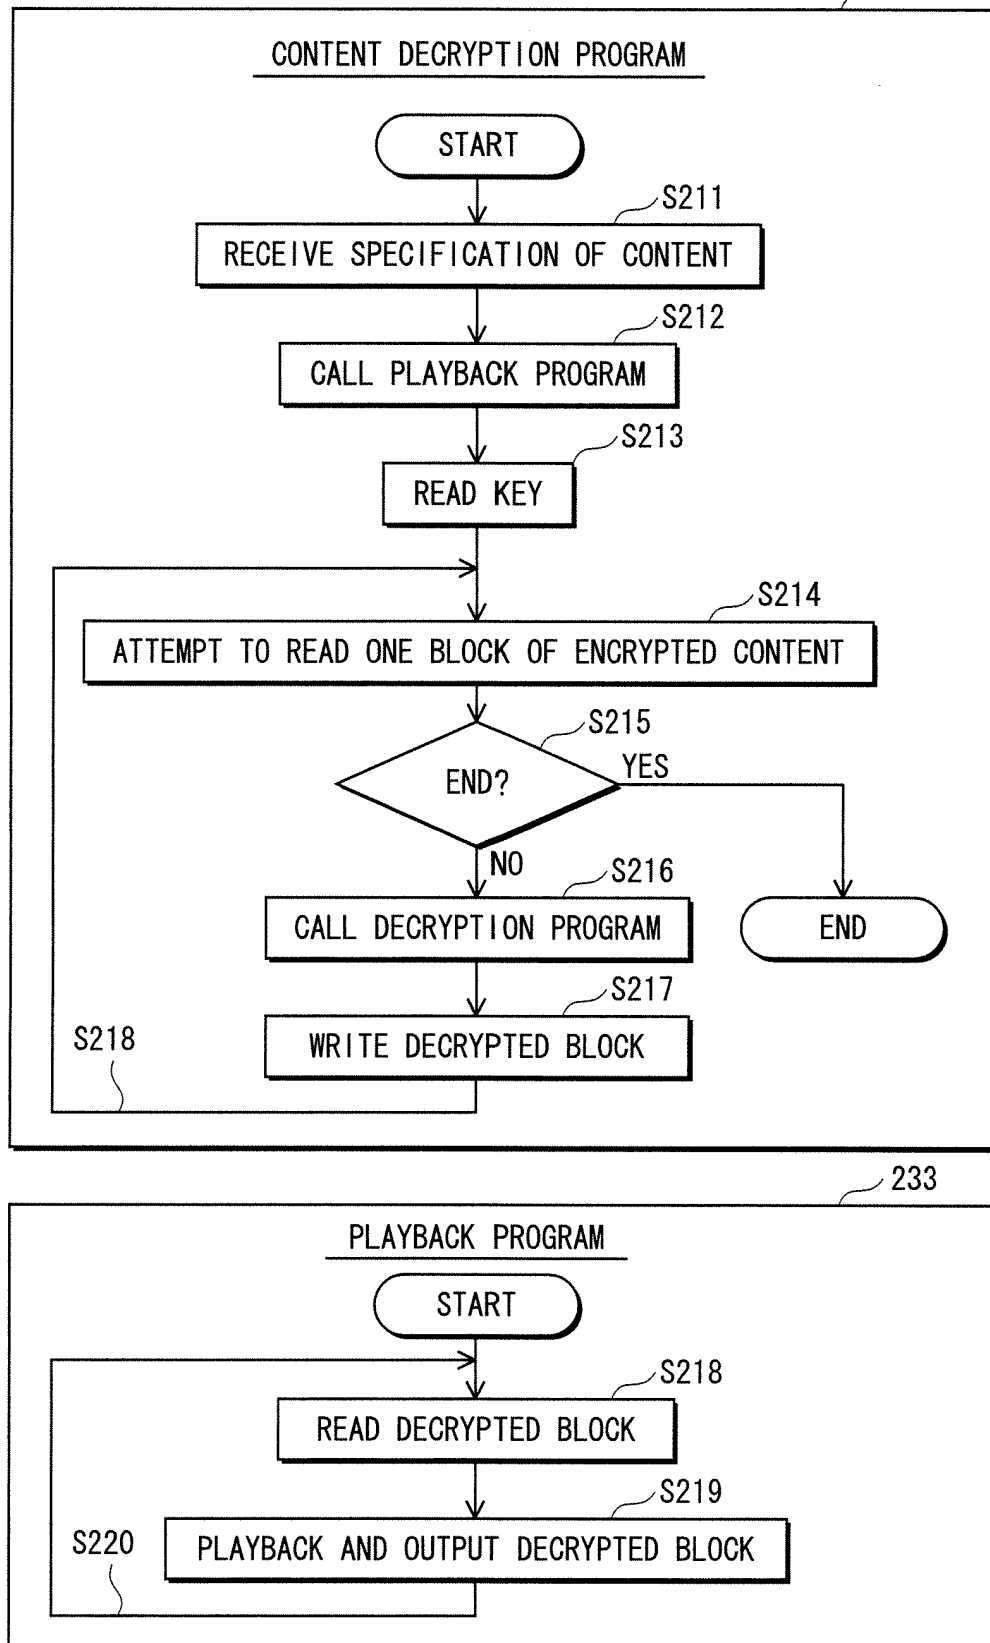 CONTENT DECRYPTION PROGRAM
START
S211
RECEIVE SPECIFICATION OF CONTENT
S212
CALL PLAYBACK PROGRAM
S213
READ KEY
S214
ATTEMPT TO READ ONE BLOCK OF ENCRYPTED CONTENT
S215
END?
YES
NO
S216
CALL DECRYPTION PROGRAM
END
S217
WRITE DECRYPTED BLOCK
S218
233
PLAYBACK PROGRAM
START
S218
READ DECRYPTED BLOCK
S219
PLAYBACK AND OUTPUT DECRYPTED BLOCK
S220